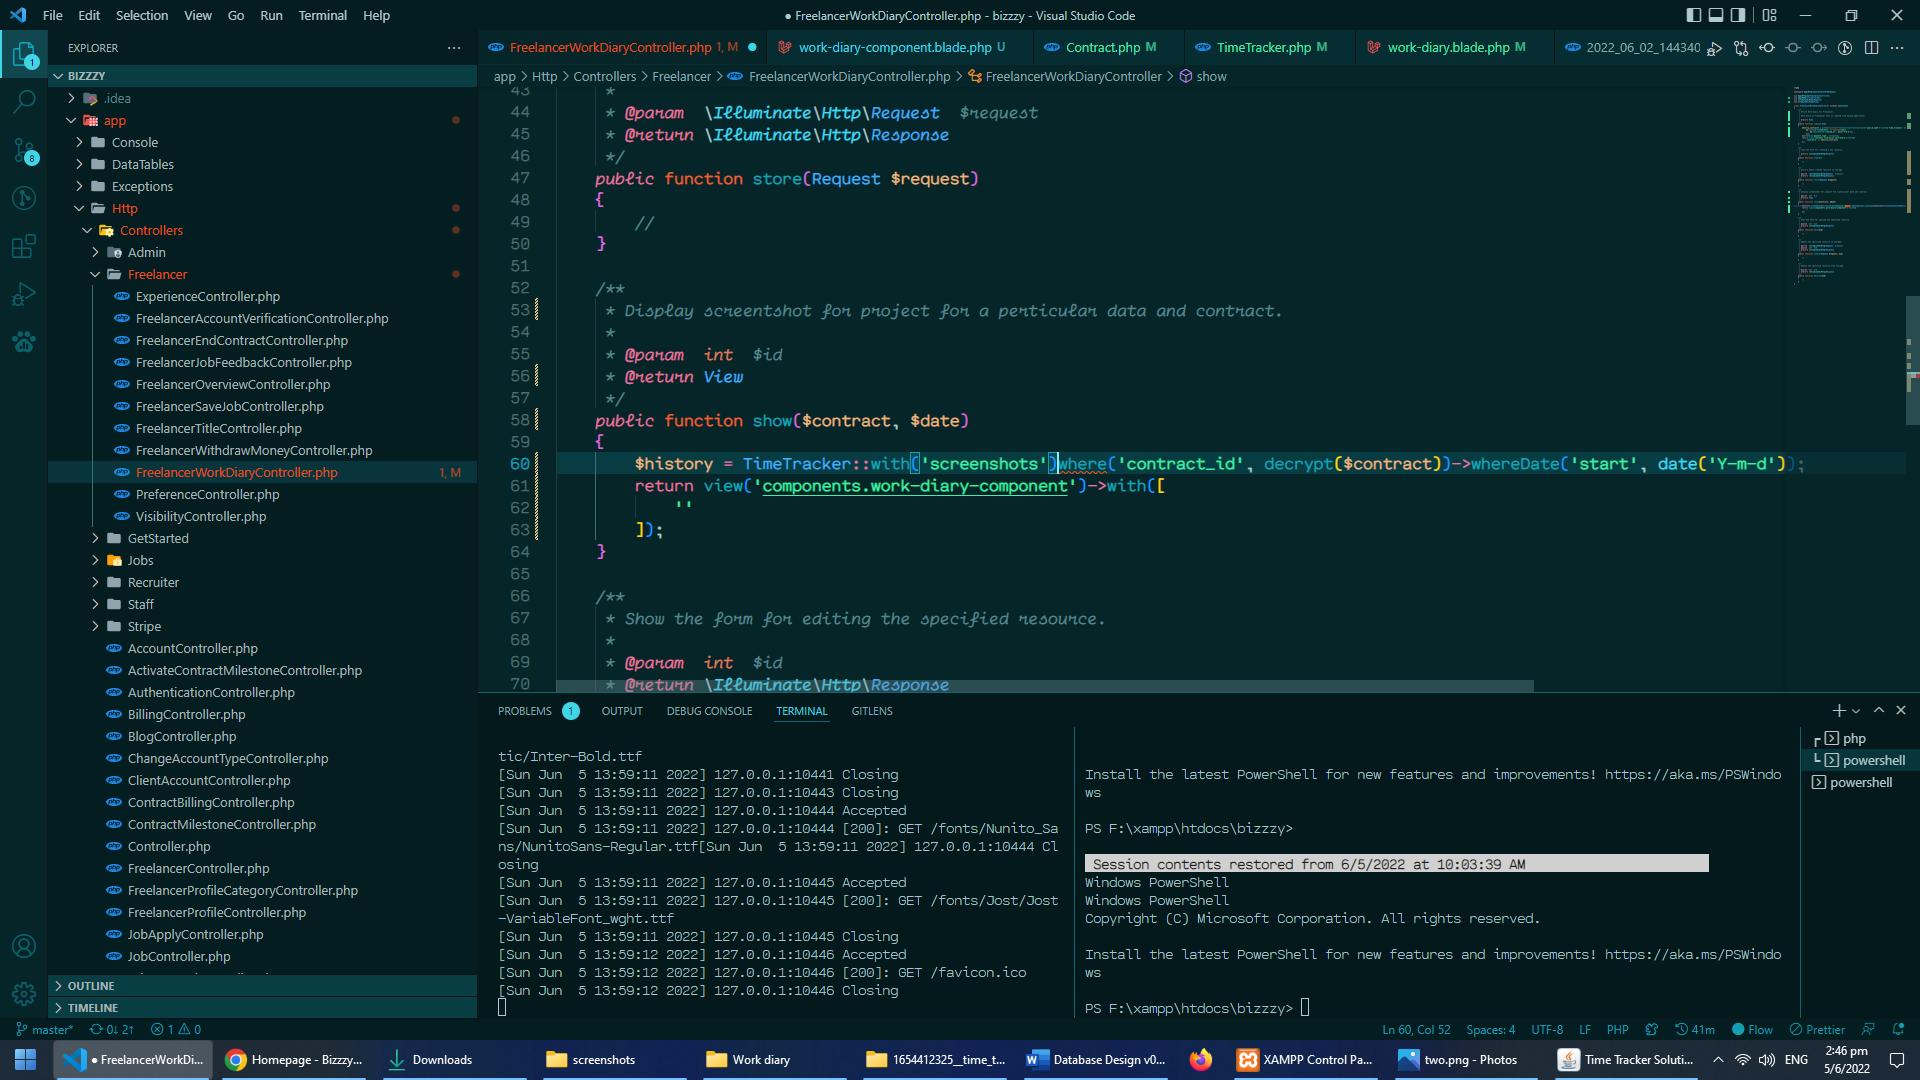 File Edit Selection View Go Run Terminal Help
● FreelancerWorkDiaryController.php - bizzzy - Visual Studio Code
EXPLORER
BIZZZY
.idea
app
Console
DataTables
Exceptions
Http
Controllers
Admin
Freelancer
ExperienceController.php
FreelancerAccountVerificationController.php
FreelancerEndContractController.php
FreelancerJobFeedbackController.php
FreelancerOverviewController.php
FreelancerSaveJobController.php
FreelancerTitleController.php
FreelancerWithdrawMoneyController.php
FreelancerWorkDiaryController.php 1, M
PreferenceController.php
VisibilityController.php
GetStarted
Jobs
Recruiter
Staff
Stripe
AccountController.php
ActivateContractMilestoneController.php
AuthenticationController.php
BillingController.php
BlogController.php
ChangeAccountTypeController.php
ClientAccountController.php
ContractBillingController.php
ContractMilestoneController.php
Controller.php
FreelancerController.php
FreelancerProfileCategoryController.php
FreelancerProfileController.php
JobApplyController.php
JobController.php
OUTLINE
TIMELINE
1
8
FreelancerWorkDiaryController.php 1, M work-diary-component.blade.php U Contract.php M TimeTracker.php M work-diary.blade.php M 2022_06_02_144340
app > Http > Controllers > Freelancer > FreelancerWorkDiaryController.php > FreelancerWorkDiaryController > show
43 *
44 * @param \Illuminate\Http\Request $request
45 * @return \Illuminate\Http\Response
46 */
47 public function store(Request $request)
48 {
49 //
50 }
51
52 /**
53 * Display screentshot for project for a perticular data and contract.
54 *
55 * @param int $id
56 * @return View
57 */
58 public function show($contract, $date)
59 {
60 $history = TimeTracker::with('screenshots')where('contract_id', decrypt($contract))->whereDate('start', date('Y-m-d'));
61 return view('components.work-diary-component')->with([
62 ''
63 ]);
64 }
65
66 /**
67 * Show the form for editing the specified resource.
68 *
69 * @param int $id
70 * @return \Illuminate\Http\Response
PROBLEMS 1 OUTPUT DEBUG CONSOLE TERMINAL GITLENS
tic/Inter-Bold.ttf
[Sun Jun  5 13:59:11 2022] 127.0.0.1:10441 Closing
[Sun Jun  5 13:59:11 2022] 127.0.0.1:10443 Closing
[Sun Jun  5 13:59:11 2022] 127.0.0.1:10444 Accepted
[Sun Jun  5 13:59:11 2022] 127.0.0.1:10444 [200]: GET /fonts/Nunito_Sa
ns/NunitoSans-Regular.ttf[Sun Jun  5 13:59:11 2022] 127.0.0.1:10444 Cl
osing
[Sun Jun  5 13:59:11 2022] 127.0.0.1:10445 Accepted
[Sun Jun  5 13:59:11 2022] 127.0.0.1:10445 [200]: GET /fonts/Jost/Jost
-VariableFont_wght.ttf
[Sun Jun  5 13:59:11 2022] 127.0.0.1:10445 Closing
[Sun Jun  5 13:59:12 2022] 127.0.0.1:10446 Accepted
[Sun Jun  5 13:59:12 2022] 127.0.0.1:10446 [200]: GET /favicon.ico
[Sun Jun  5 13:59:12 2022] 127.0.0.1:10446 Closing
Install the latest PowerShell for new features and improvements! https://aka.ms/PSWindo
ws
PS F:\xampp\htdocs\bizzzy>
Session contents restored from 6/5/2022 at 10:03:39 AM
Windows PowerShell
Windows PowerShell
Copyright (C) Microsoft Corporation. All rights reserved.
Install the latest PowerShell for new features and improvements! https://aka.ms/PSWindo
ws
PS F:\xampp\htdocs\bizzzy>
php
powershell
powershell
master* 0↓ 2↑ 1 0
Ln 60, Col 52 Spaces: 4 UTF-8 LF PHP 41m Flow Prettier
● FreelancerWorkDi... Homepage - Bizzzy... Downloads screenshots Work diary 1654412325__time_t... Database Design v0... XAMPP Control Pa... two.png - Photos Time Tracker Soluti... ENG
2:46 pm
5/6/2022